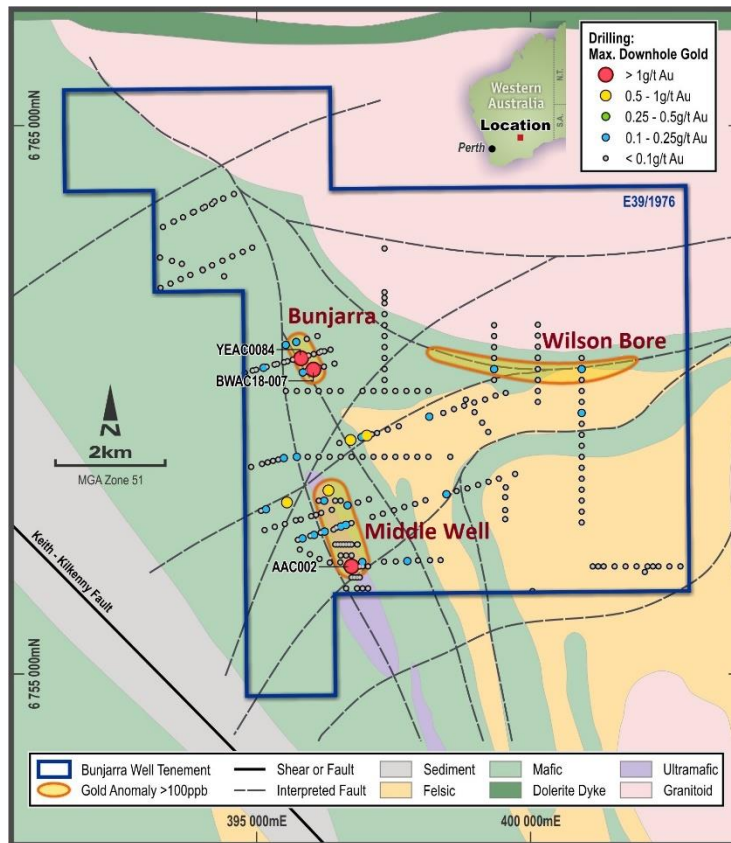 Drilling:
Max. Downhole Gold
> 1g/t Au
0.5 - 1g/t Au
0.25 - 0.5g/t Au
0.1 - 0.25g/t Au
< 0.1g/t Au
Western
Australia
N.T.
S.A.
Location
Perth
6 765 000mN
E39/1976
Bunjarra
YEAC0084
Wilson Bore
BWAC18-007
N
2km
MGA Zone 51
Middle Well
AAC002
Keith - Kilkenny Fault
6 755 000mN
Bunjarra Well Tenement
Shear or Fault
Sediment
Mafic
Ultramafic
Gold Anomaly >100ppb
Interpreted Fault
Felsic
Dolerite Dyke
Granitoid
395 000mE
400 000mE